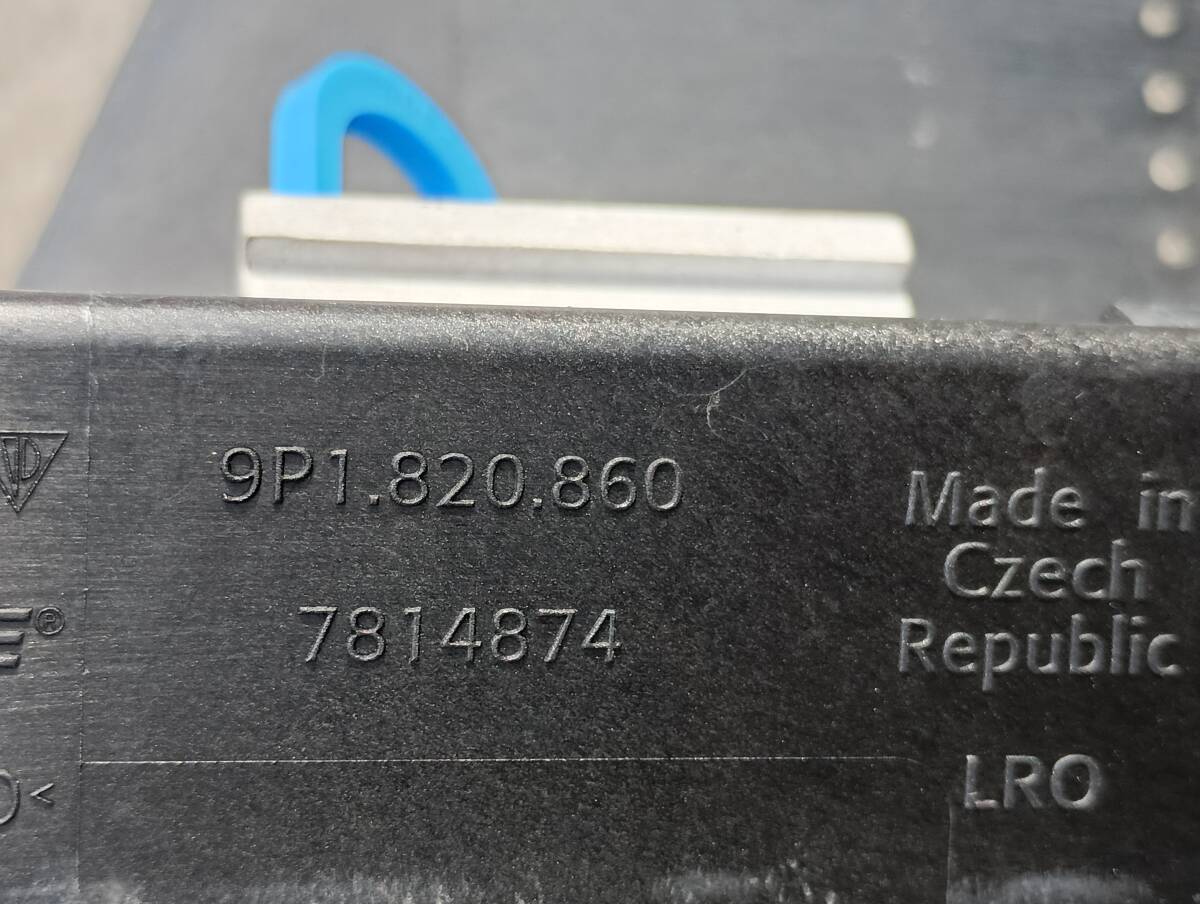 9P1.820.860
7814874
E®
O<
Made in
Czech
Republic
LRO